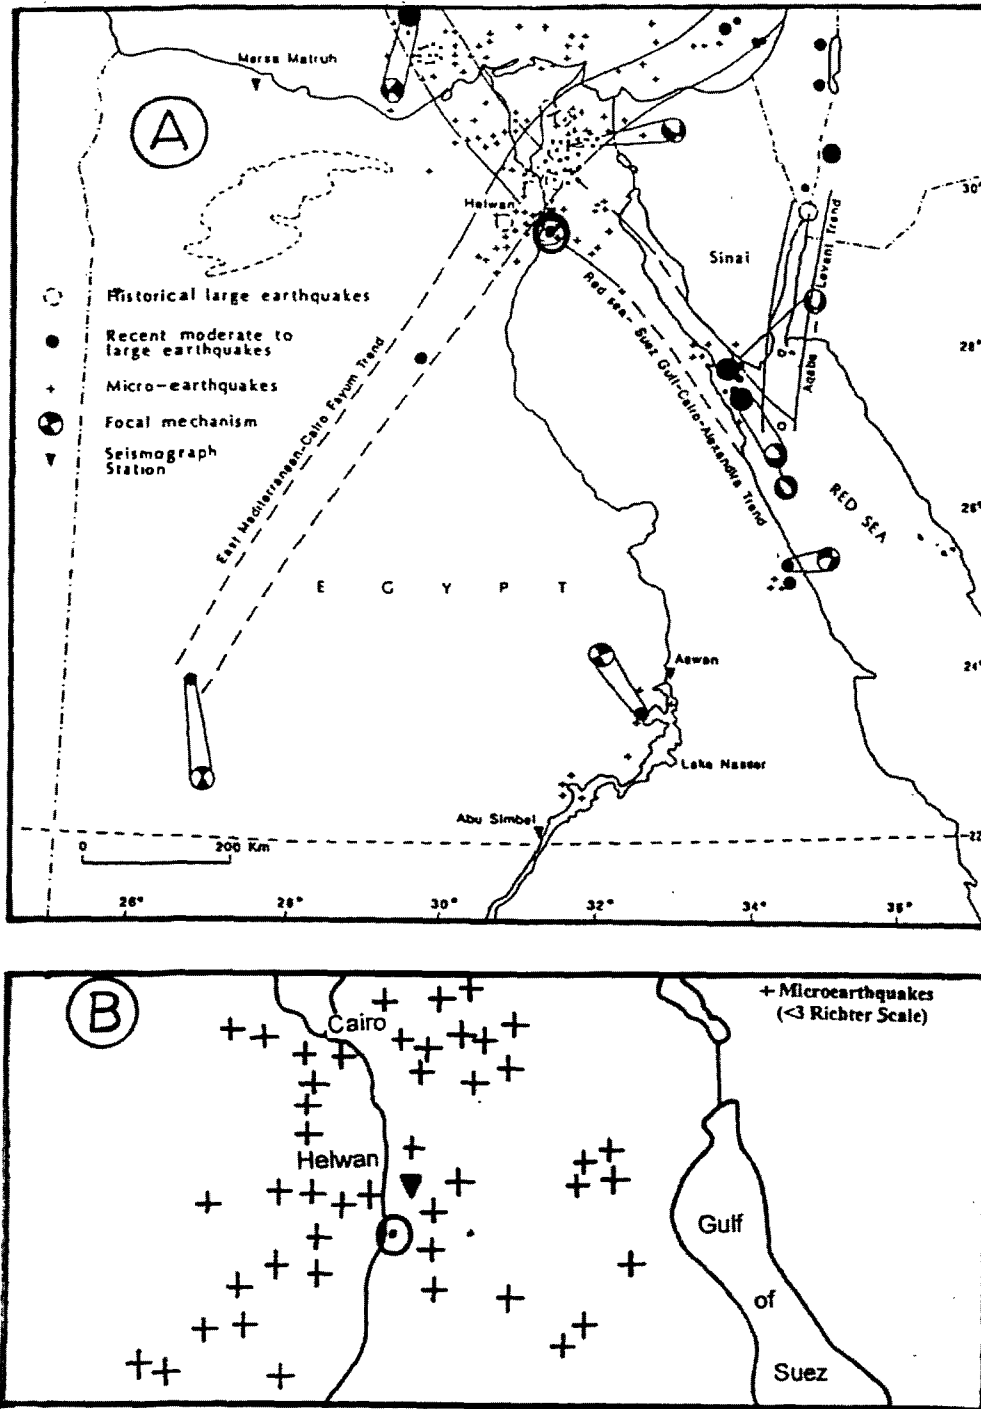 Marsa Matruh
A
Helwan
30°
Sinai
Levant Trend
Historical large earthquakes
Recent moderate to
large earthquakes
Micro-earthquakes
Focal mechanism
Seismograph
Station
28°
Aqaba
East Mediterranean-Cairo Fayum Trend
Red sea- Suez Gulf-Cairo-Alexandria Trend
RED SEA
26°
E G Y P T
Aswan
24°
Lake Nasser
Abu Simbel
22°
0 200 Km
26° 28° 30° 32° 34° 36°
B
+ Microearthquakes
(<3 Richter Scale)
Cairo
Helwan
Gulf
of
Suez